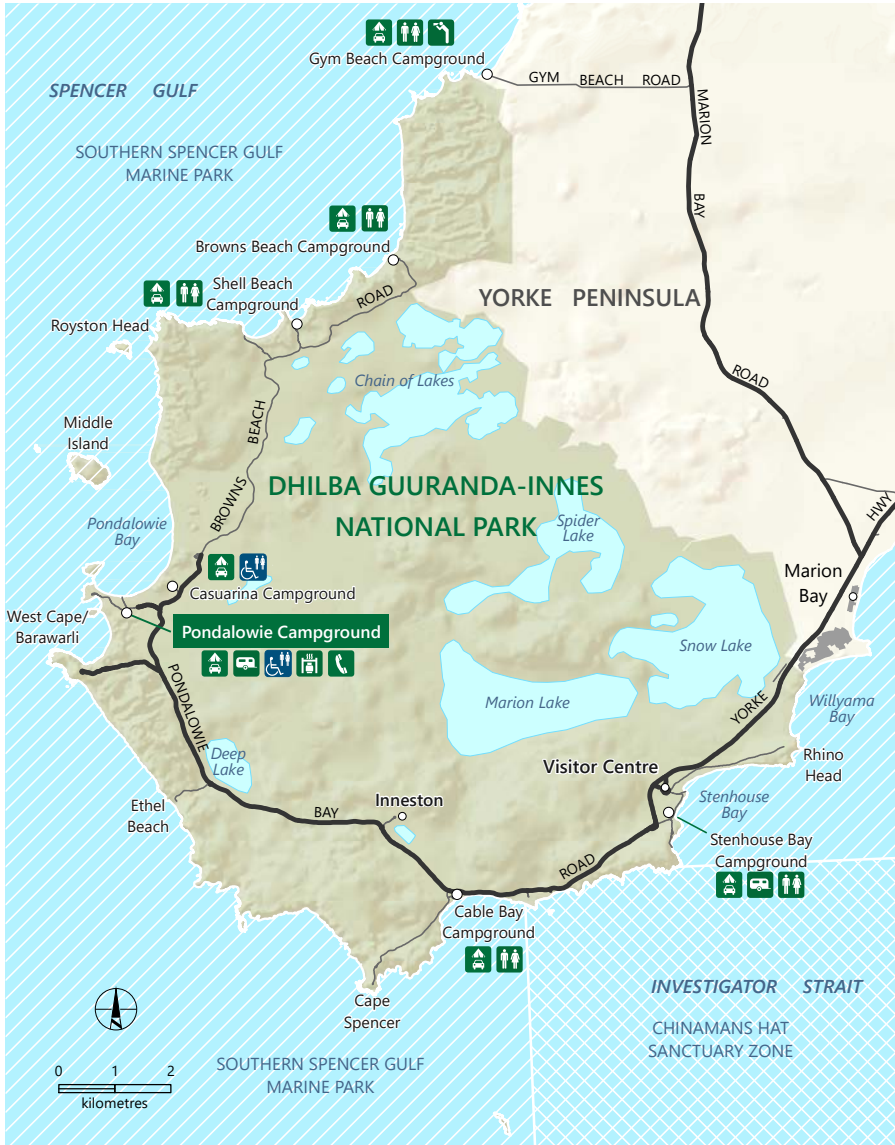 Gym Beach Campground
GYM BEACH ROAD
SPENCER GULF
MARION BAY ROAD
SOUTHERN SPENCER GULF
MARINE PARK
Browns Beach Campground
Shell Beach
Campground
YORKE PENINSULA
Royston Head
BROWNS BEACH ROAD
Chain of Lakes
Middle
Island
DHILBA GUURANDA-INNES
NATIONAL PARK
Spider
Lake
Pondalowie
Bay
YORKE HWY
Marion
Bay
Casuarina Campground
West Cape/
Barawarli
Pondalowie Campground
Snow Lake
Marion Lake
Willyama
Bay
Deep
Lake
Visitor Centre
Rhino
Head
Ethel
Beach
Inneston
Stenhouse
Bay
PONDALOWIE BAY ROAD
Stenhouse Bay
Campground
Cable Bay
Campground
INVESTIGATOR STRAIT
Cape
Spencer
CHINAMANS HAT
SANCTUARY ZONE
SOUTHERN SPENCER GULF
MARINE PARK
0 1 2
kilometres